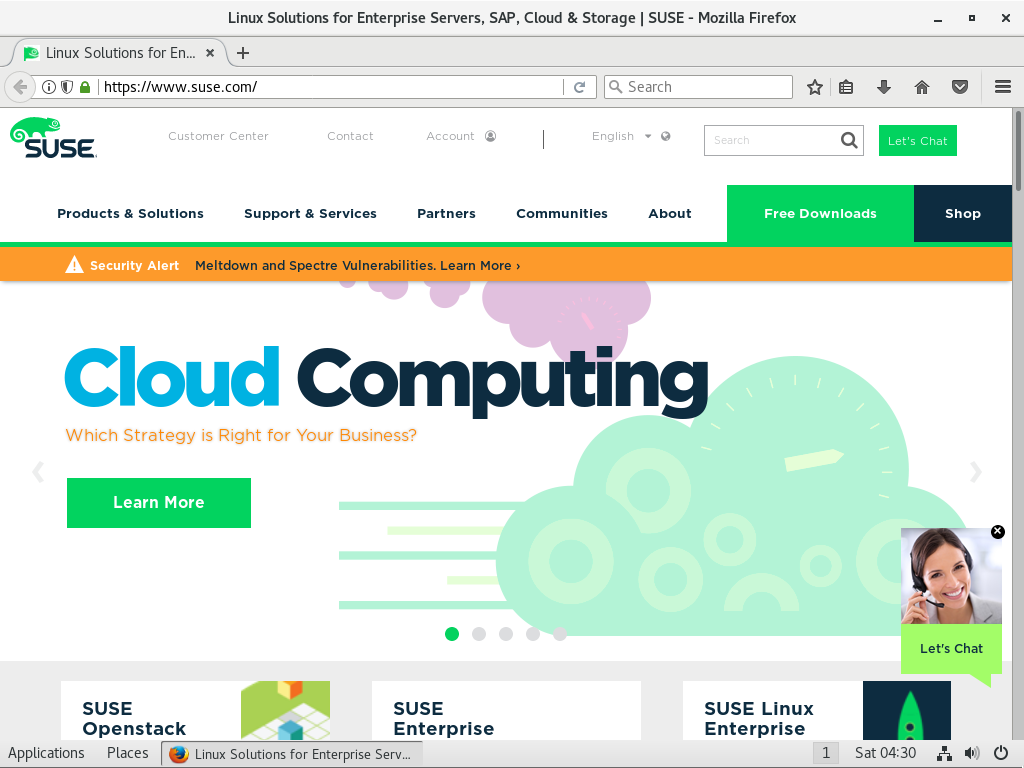 Linux Solutions for Enterprise Servers, SAP, Cloud & Storage | SUSE - Mozilla Firefox
Linux Solutions for En...
https://www.suse.com/
Search
SUSE
Customer Center
Contact
Account
English
Search
Let's Chat
Products & Solutions
Support & Services
Partners
Communities
About
Free Downloads
Shop
Security Alert Meltdown and Spectre Vulnerabilities. Learn More ›
Cloud Computing
Which Strategy is Right for Your Business?
Learn More
Let's Chat
SUSE
Openstack
SUSE
Enterprise
SUSE Linux
Enterprise
Applications
Places
Linux Solutions for Enterprise Serv...
1
Sat 04:30